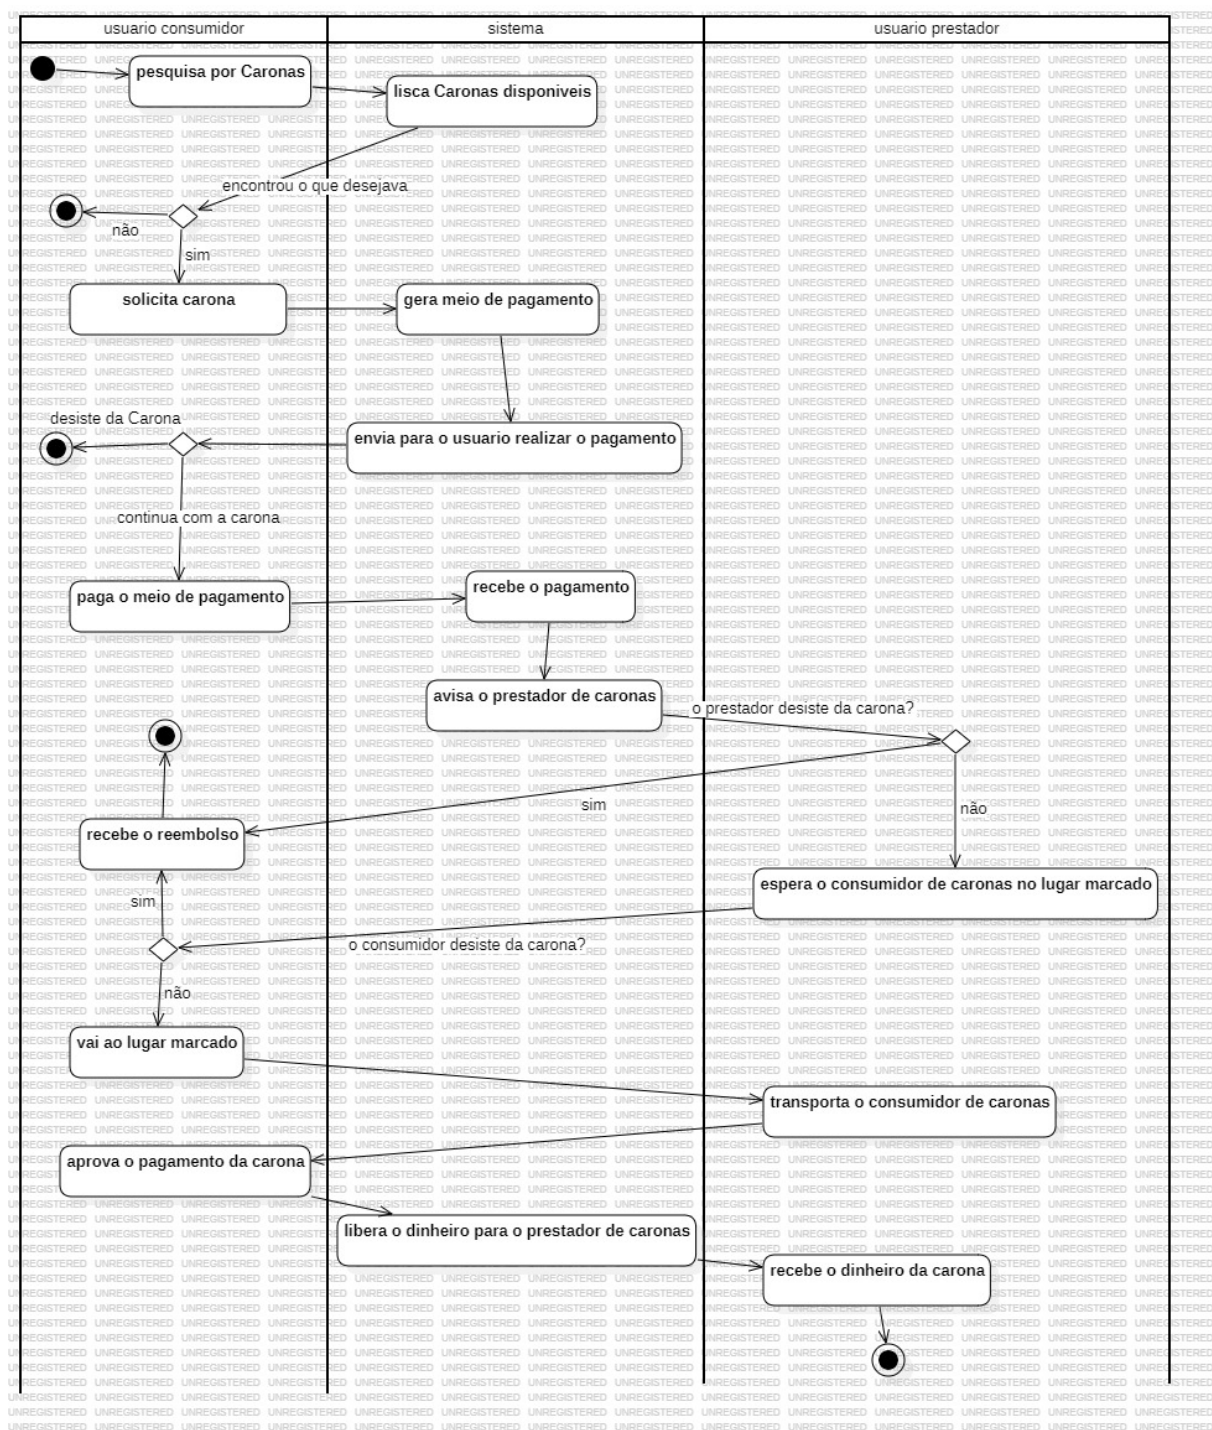 usuario consumidor
sistema
usuario prestador
pesquisa por Caronas
lisca Caronas disponiveis
encontrou o que desejava
não
sim
solicita carona
gera meio de pagamento
desiste da Carona
envia para o usuario realizar o pagamento
continua com a carona
paga o meio de pagamento
recebe o pagamento
avisa o prestador de caronas
o prestador desiste da carona?
sim
não
recebe o reembolso
espera o consumidor de caronas no lugar marcado
sim
o consumidor desiste da carona?
não
vai ao lugar marcado
transporta o consumidor de caronas
aprova o pagamento da carona
libera o dinheiro para o prestador de caronas
recebe o dinheiro da carona
UNREGISTERED